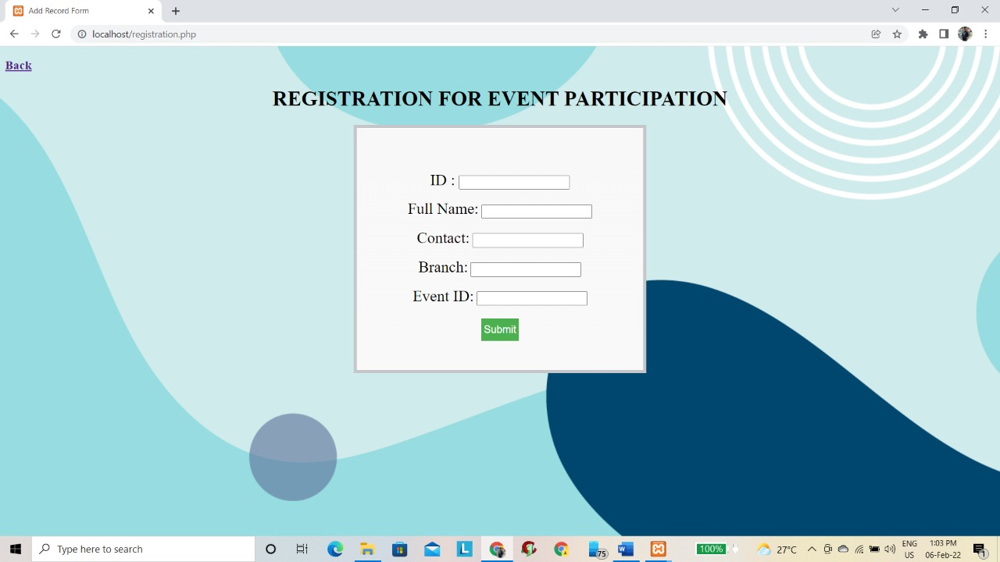 Add Record Form
localhost/registration.php
Back
REGISTRATION FOR EVENT PARTICIPATION
ID :
Full Name:
Contact:
Branch:
Event ID:
Submit
Type here to search
L
75
W
100%
27°C
ENG
US
1:03 PM
06-Feb-22
1